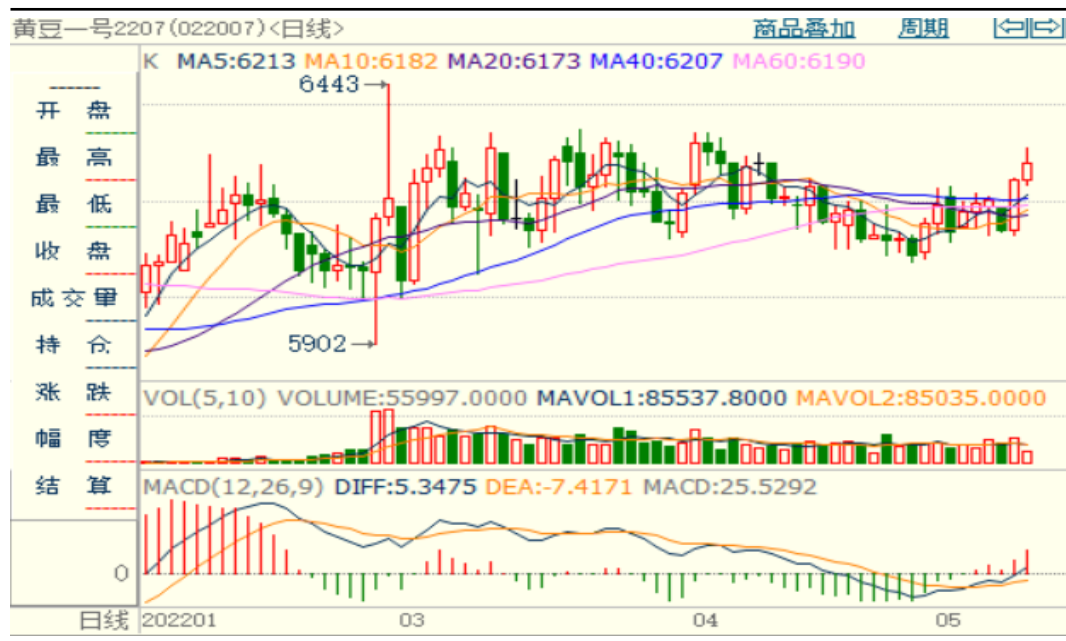 黄豆一号2207(022007)<日线> 商品叠加 周期
K MA5:6213 MA10:6182 MA20:6173 MA40:6207 MA60:6190
6443
开 盘
最 高
最 低
收 盘
成交量
持 仓
5902
涨 跌
VOL(5,10) VOLUME:55997.0000 MAVOL1:85537.8000 MAVOL2:85035.0000
幅 度
结 算
MACD(12,26,9) DIFF:5.3475 DEA:-7.4171 MACD:25.5292
0
日线 202201 03 04 05